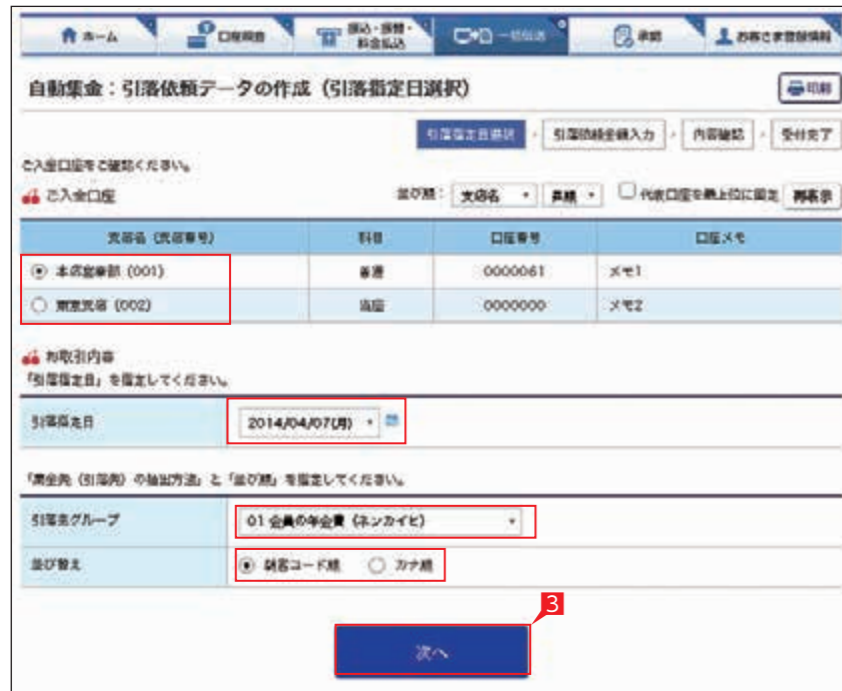 ホーム
口座照会
振込・振替・
料金払込
一括伝送
承認
お客さま登録情報
自動集金：引落依頼データの作成（引落指定日選択）
印刷
引落指定日選択
引落依頼金額入力
内容確認
受付完了
ご入金口座をご確認ください。
ご入金口座
並び順：
支店名
昇順
代表口座を最上位に固定
再表示
支店名（支店番号）
科目
口座番号
口座メモ
本店営業部（001）
普通
0000061
メモ1
東京支店（002）
当座
0000000
メモ2
お取引内容
「引落指定日」を指定してください。
引落指定日
2014/04/07(月)
「集金先（引落先）の抽出方法」と「並び順」を指定してください。
引落先グループ
01 会員の年会費（ネンカイヒ）
並び替え
顧客コード順
カナ順
3
次へ